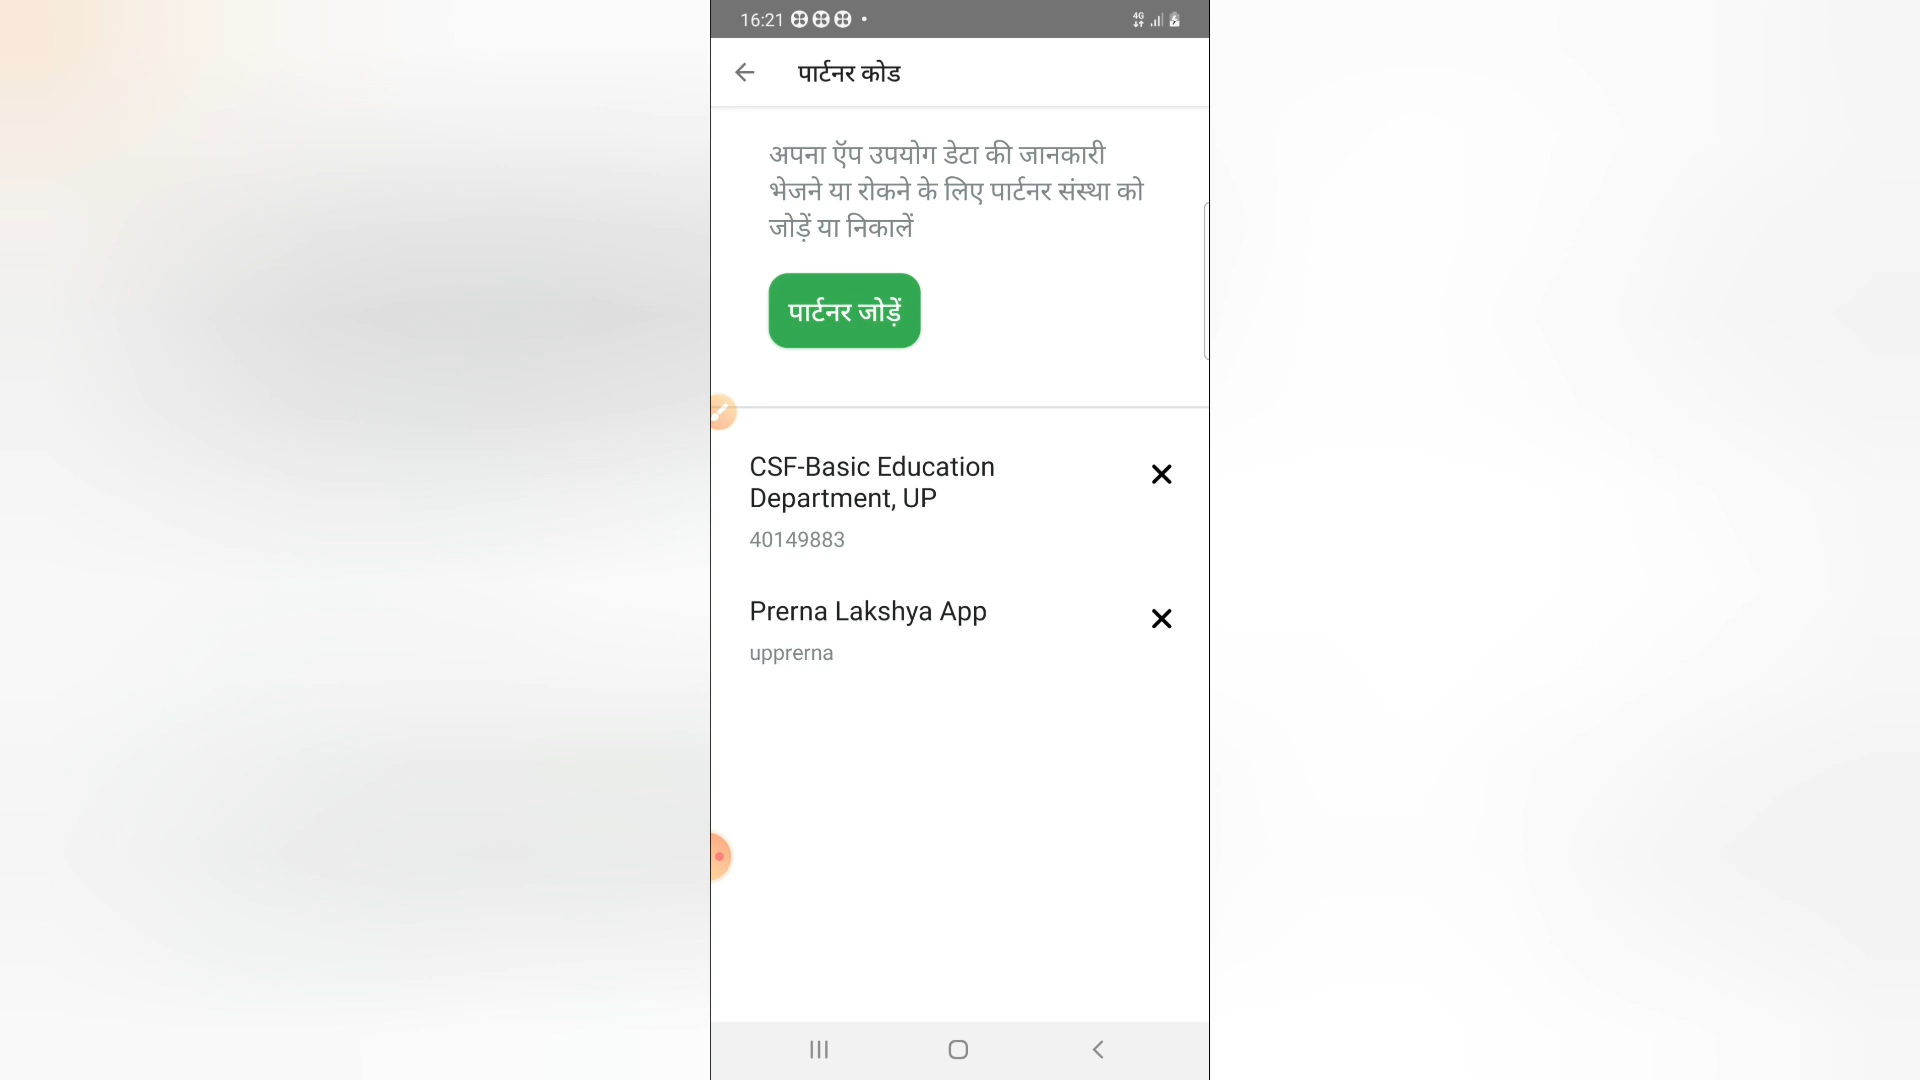 16:21
4G
पार्टनर कोड
अपना ऍप उपयोग डेटा की जानकारी
भेजने या रोकने के लिए पार्टनर संस्था को
जोड़ें या निकालें
पार्टनर जोड़ें
CSF-Basic Education
Department, UP
40149883
Prerna Lakshya App
upprerna